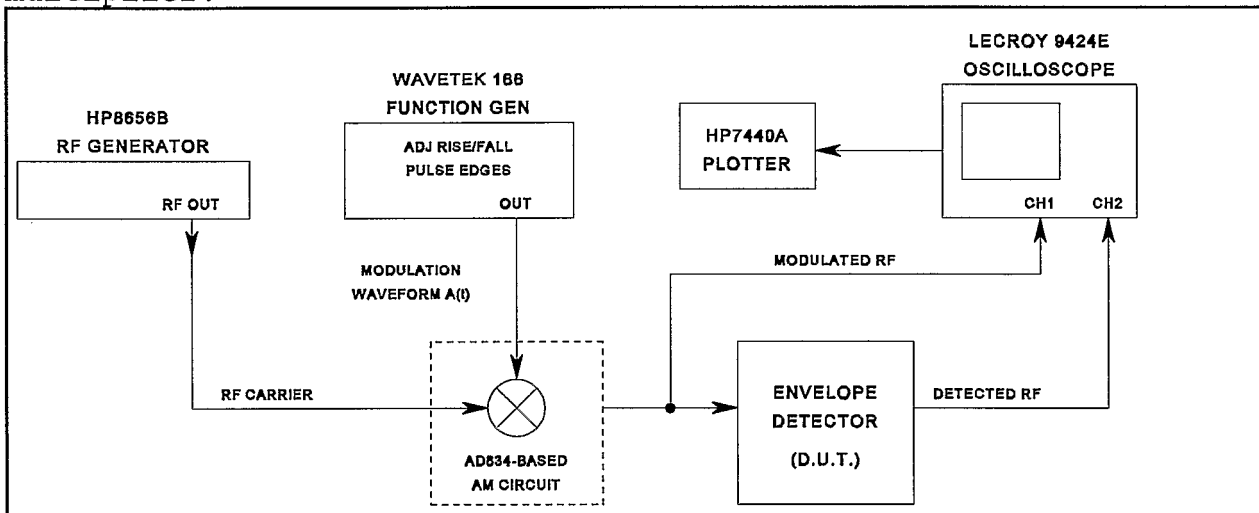 LECROY 9424E
OSCILLOSCOPE
WAVETEK 166
FUNCTION GEN
HP8656B
RF GENERATOR
HP7440A
PLOTTER
ADJ RISE/FALL
PULSE EDGES
RF OUT
OUT
CH1 CH2
MODULATED RF
MODULATION
WAVEFORM A(t)
RF CARRIER
ENVELOPE
DETECTOR
(D.U.T.)
DETECTED RF
AD834-BASED
AM CIRCUIT